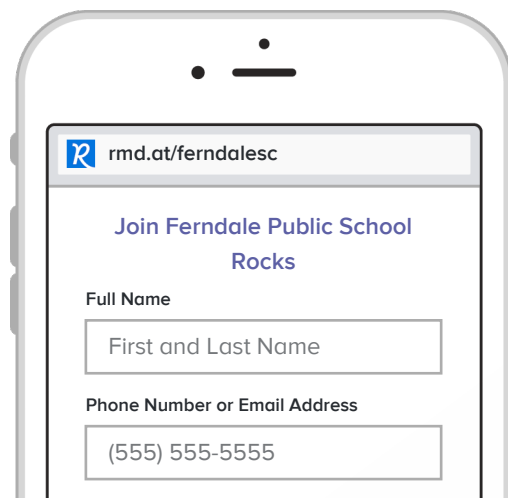 R rmd.at/ferndalesc
Join Ferndale Public School
Rocks
Full Name
First and Last Name
Phone Number or Email Address
(555) 555-5555